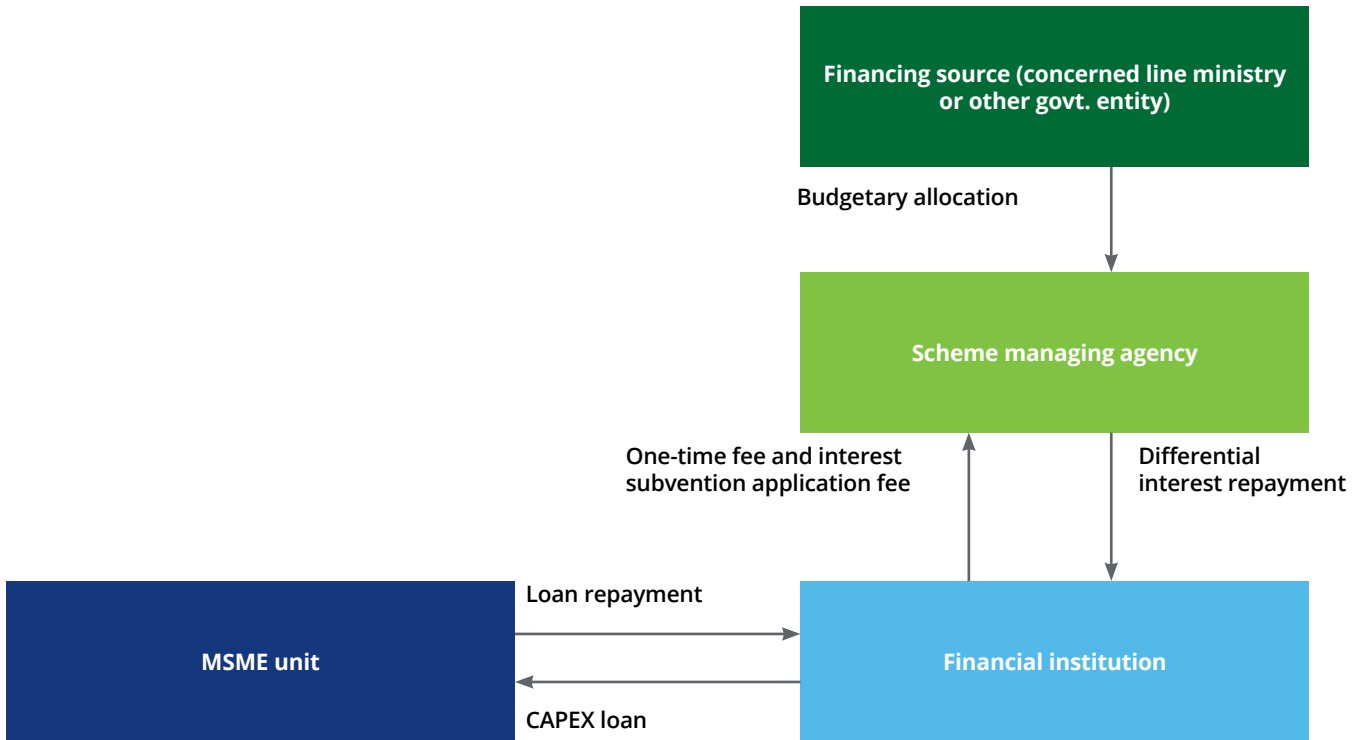 Financing source (concerned line ministry
or other govt. entity)
Budgetary allocation
Scheme managing agency
One-time fee and interest
subvention application fee
Differential
interest repayment
Loan repayment
MSME unit
Financial institution
CAPEX loan